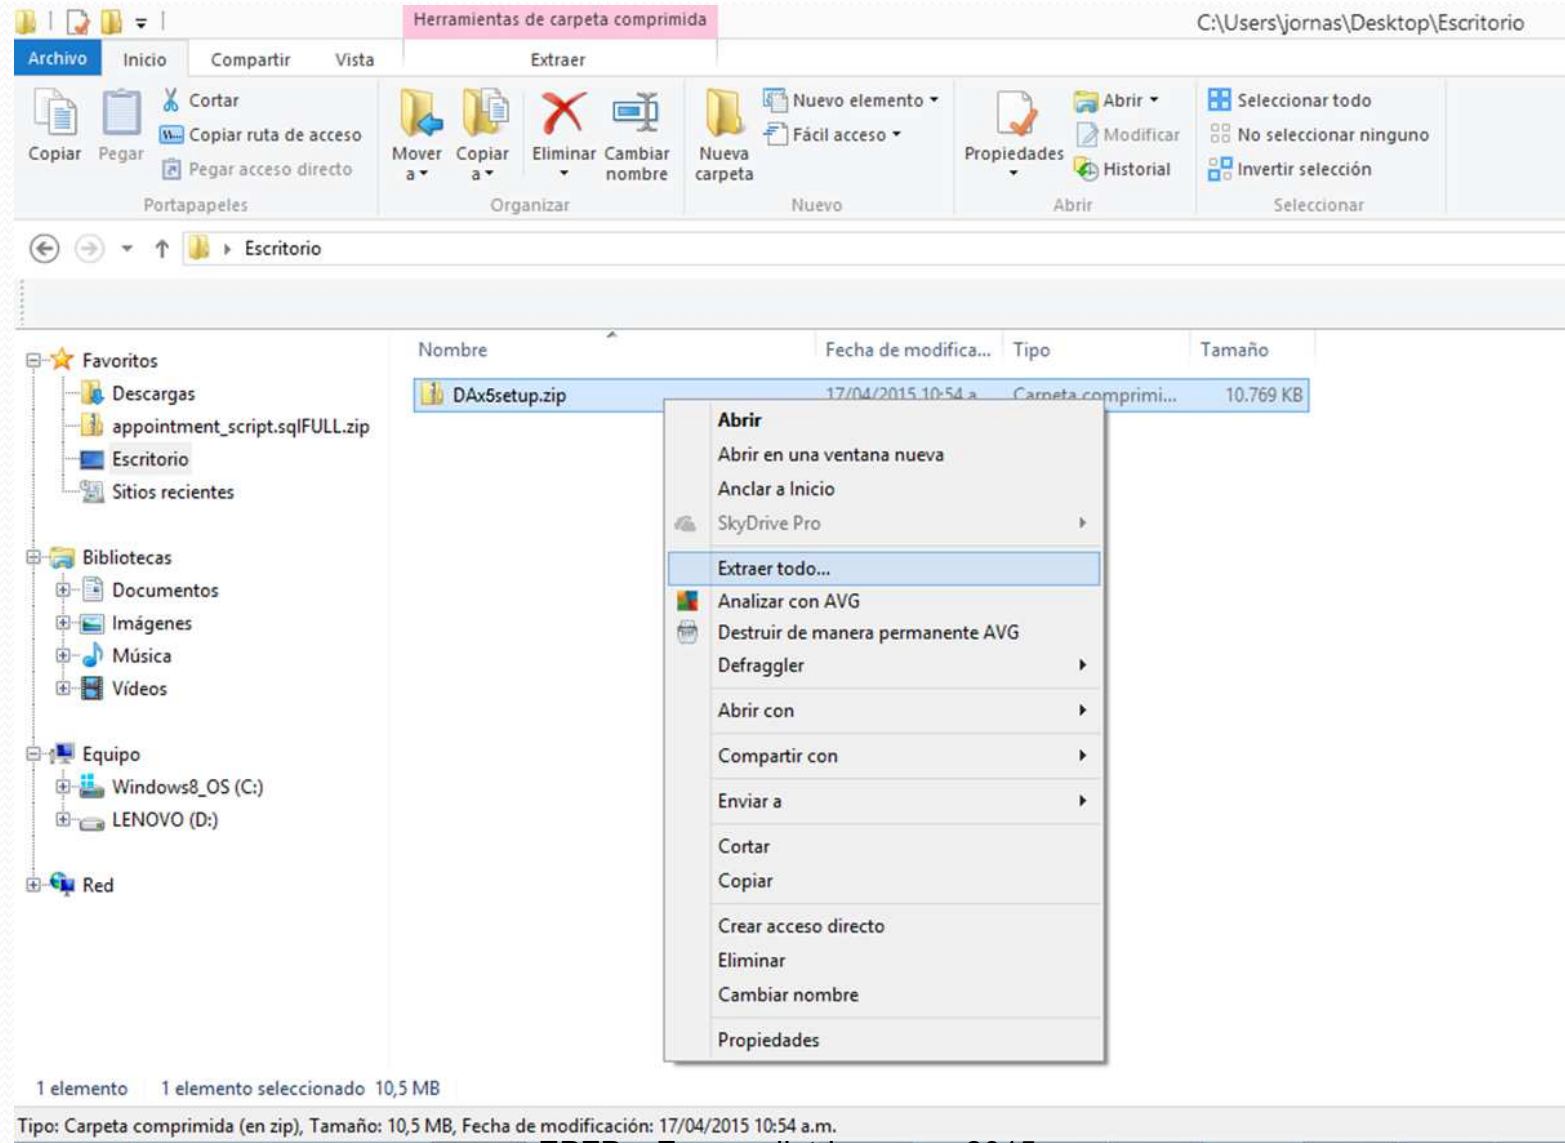 Herramientas de carpeta comprimida
C:\Users\jornas\Desktop\Escritorio
Archivo Inicio Compartir Vista Extraer
Copiar
Pegar
Cortar
Copiar ruta de acceso
Pegar acceso directo
Portapapeles
Mover a
Copiar a
Eliminar
Cambiar nombre
Organizar
Nueva carpeta
Nuevo elemento
Fácil acceso
Nuevo
Propiedades
Abrir
Modificar
Historial
Abrir
Seleccionar todo
No seleccionar ninguno
Invertir selección
Seleccionar
Escritorio
Favoritos
Descargas
appointment_script.sqlFULL.zip
Escritorio
Sitios recientes
Bibliotecas
Documentos
Imágenes
Música
Vídeos
Equipo
Windows8_OS (C:)
LENOVO (D:)
Red
Nombre Fecha de modifica... Tipo Tamaño
DAx5setup.zip 17/04/2015 10:54 a. Carpeta comprimi... 10.769 KB
Abrir
Abrir en una ventana nueva
Anclar a Inicio
SkyDrive Pro
Extraer todo...
Analizar con AVG
Destruir de manera permanente AVG
Defraggler
Abrir con
Compartir con
Enviar a
Cortar
Copiar
Crear acceso directo
Eliminar
Cambiar nombre
Propiedades
1 elemento 1 elemento seleccionado 10,5 MB
Tipo: Carpeta comprimida (en zip), Tamaño: 10,5 MB, Fecha de modificación: 17/04/2015 10:54 a.m.